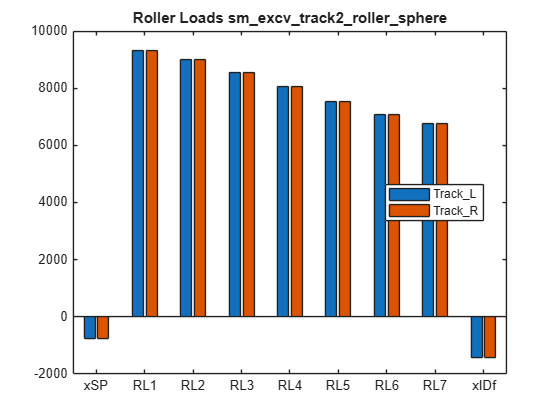 Roller Loads sm_excv_track2_roller_sphere
10000
8000
6000
4000
2000
0
-2000
Track_L
Track_R
xSP RL1 RL2 RL3 RL4 RL5 RL6 RL7 xIDf